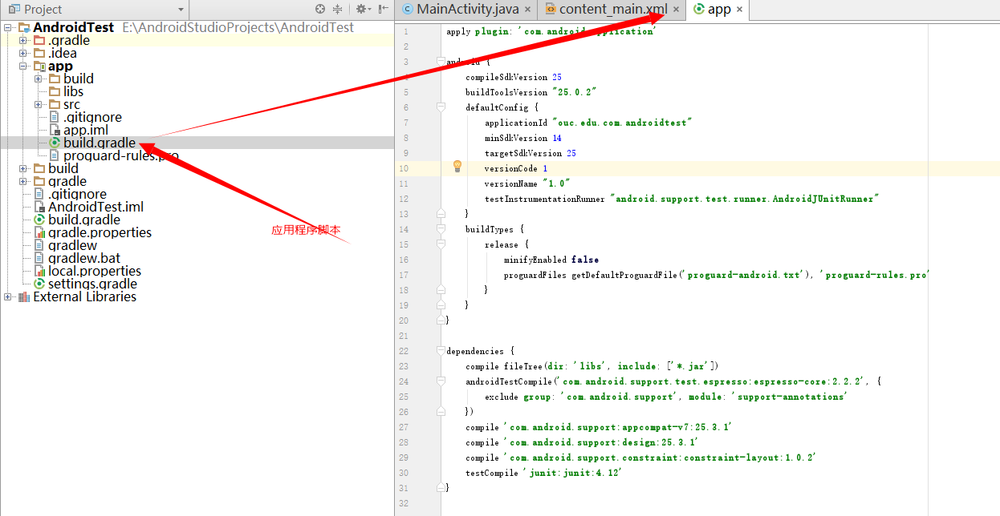 Project
MainActivity.java
content_main.xml
app
AndroidTest E:\AndroidStudioProjects\AndroidTest
.gradle
.idea
app
build
libs
src
.gitignore
app.iml
build.gradle
proguard-rules.pro
build
gradle
.gitignore
AndroidTest.iml
build.gradle
gradle.properties
gradlew
gradlew.bat
local.properties
settings.gradle
External Libraries
应用程序脚本
1 apply plugin: 'com.android.application'
2
3 android {
4 compileSdkVersion 25
5 buildToolsVersion "25.0.2"
6 defaultConfig {
7 applicationId "ouc.edu.com.androidtest"
8 minSdkVersion 14
9 targetSdkVersion 25
10 versionCode 1
11 versionName "1.0"
12 testInstrumentationRunner "android.support.test.runner.AndroidJUnitRunner"
13 }
14 buildTypes {
15 release {
16 minifyEnabled false
17 proguardFiles getDefaultProguardFile('proguard-android.txt'), 'proguard-rules.pro'
18 }
19 }
20 }
21
22 dependencies {
23 compile fileTree(dir: 'libs', include: ['*.jar'])
24 androidTestCompile('com.android.support.test.espresso:espresso-core:2.2.2', {
25 exclude group: 'com.android.support', module: 'support-annotations'
26 })
27 compile 'com.android.support:appcompat-v7:25.3.1'
28 compile 'com.android.support:design:25.3.1'
29 compile 'com.android.support.constraint:constraint-layout:1.0.2'
30 testCompile 'junit:junit:4.12'
31 }
32